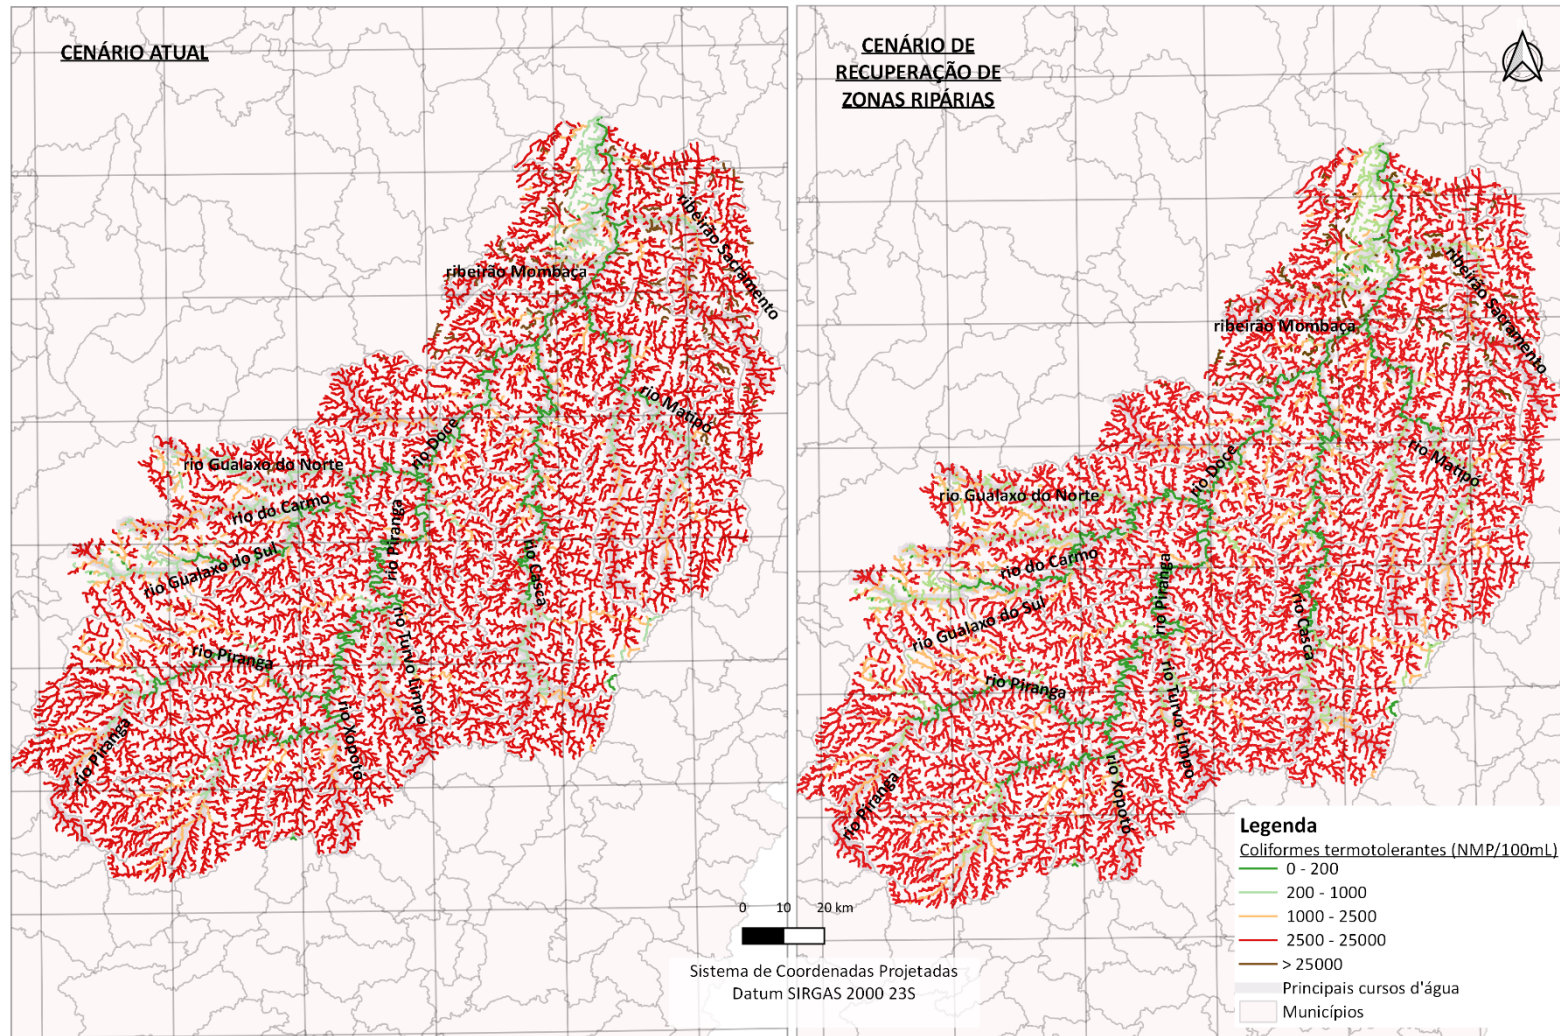 CENÁRIO ATUAL
ribeirão Sacramento
ribeirão Mombaça
rio Matipó
rio Doce
rio Gualaxo do Norte
rio do Carmo
rio Piranga
rio Gualaxo do Sul
rio Casca
rio Turvo Limpo
rio Piranga
rio Xopotó
rio Piranga
CENÁRIO DE
RECUPERAÇÃO DE
ZONAS RIPÁRIAS
ribeirão Sacramento
ribeirão Mombaça
rio Matipó
rio Doce
rio Gualaxo do Norte
rio do Carmo
rio Piranga
rio Gualaxo do Sul
rio Casca
rio Turvo Limpo
rio Piranga
rio Xopotó
rio Piranga
0 10 20 km
Sistema de Coordenadas Projetadas
Datum SIRGAS 2000 23S
Legenda
Coliformes termotolerantes (NMP/100mL)
0 - 200
200 - 1000
1000 - 2500
2500 - 25000
> 25000
Principais cursos d'água
Municípios